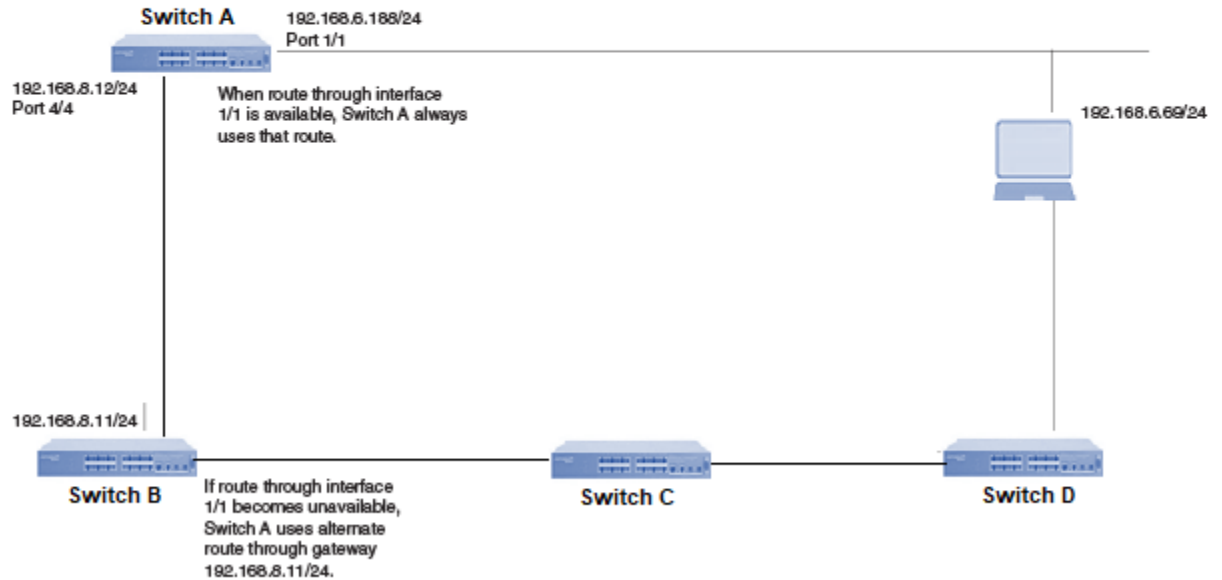 Switch A
192.168.6.188/24
Port 1/1
192.168.8.12/24
Port 4/4
When route through interface
1/1 is available, Switch A always
uses that route.
192.168.6.69/24
192.168.8.11/24
Switch B
If route through interface
1/1 becomes unavailable,
Switch A uses alternate
route through gateway
192.168.8.11/24.
Switch C
Switch D